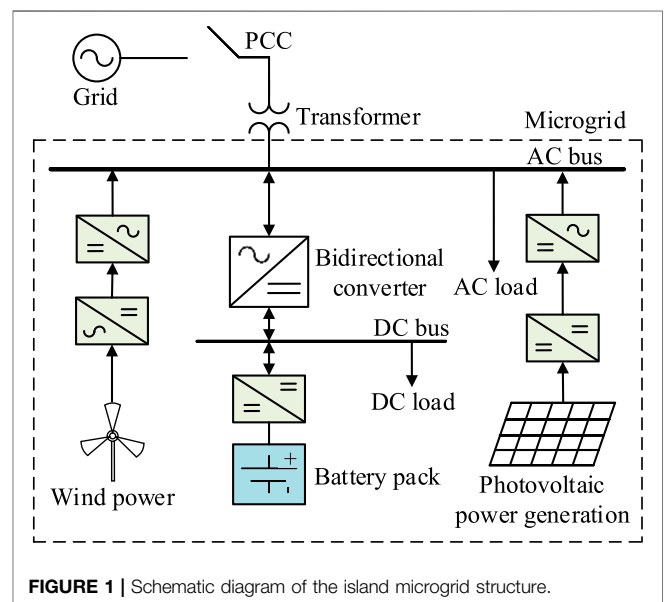 PCC
Grid
Transformer
Microgrid
AC bus
Bidirectional
converter
AC load
DC bus
DC load
Wind power
Battery pack
Photovoltaic
power generation
FIGURE 1 | Schematic diagram of the island microgrid structure.